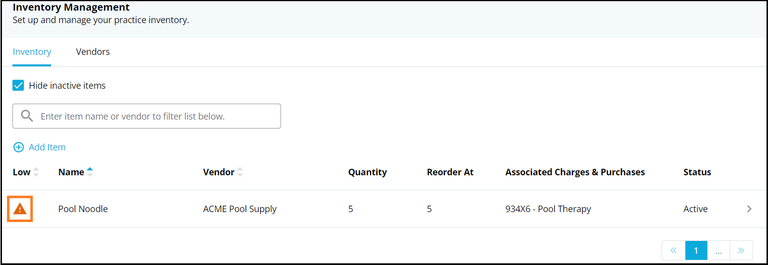 Inventory Management
Set up and manage your practice inventory.
Inventory Vendors
Hide inactive items
Enter item name or vendor to filter list below.
Add Item
Low Name Vendor Quantity Reorder At Associated Charges & Purchases Status
Pool Noodle ACME Pool Supply 5 5 934X6 - Pool Therapy Active
« 1 ... »